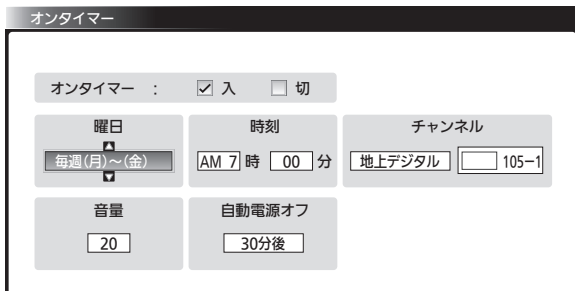 オンタイマー
オンタイマー : 入 切
曜日
毎週(月)～(金)
時刻
AM 7 時 00 分
チャンネル
地上デジタル 105-1
音量
20
自動電源オフ
30分後